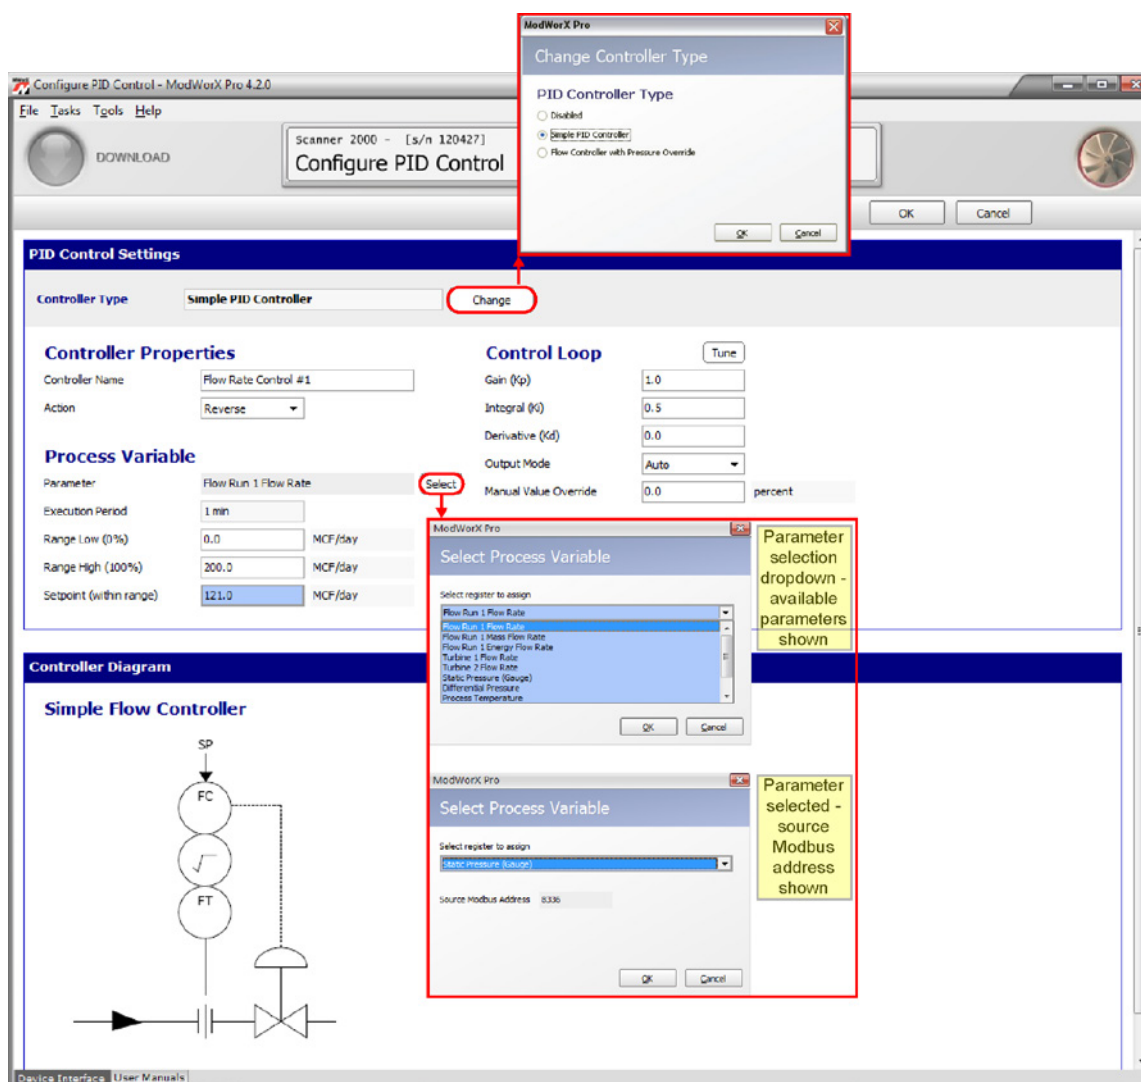 ModWorX Pro
Change Controller Type
PID Controller Type
Disabled
Simple PID Controller
Flow Controller with Pressure Override
OK
Cancel
Configure PID Control - ModWorX Pro 4.2.0
File Tasks Tools Help
DOWNLOAD
Scanner 2000 - [s/n 120427]
Configure PID Control
OK
Cancel
PID Control Settings
Controller Type
Simple PID Controller
Change
Controller Properties
Controller Name
Flow Rate Control #1
Action
Reverse
Control Loop
Tune
Gain (Kp)
1.0
Integral (Ki)
0.5
Derivative (Kd)
0.0
Output Mode
Auto
Manual Value Override
0.0
percent
Process Variable
Parameter
Flow Run 1 Flow Rate
Select
Execution Period
1 min
Range Low (0%)
0.0
MCF/day
Range High (100%)
200.0
MCF/day
Setpoint (within range)
121.0
MCF/day
ModWorX Pro
Select Process Variable
Select register to assign
Flow Run 1 Flow Rate
Flow Run 1 Flow Rate
Flow Run 1 Mass Flow Rate
Flow Run 1 Energy Flow Rate
Turbine 1 Flow Rate
Turbine 2 Flow Rate
Static Pressure (Gauge)
Differential Pressure
Process Temperature
OK
Cancel
Parameter
selection
dropdown -
available
parameters
shown
ModWorX Pro
Select Process Variable
Select register to assign
Static Pressure (Gauge)
Source Modbus Address
8336
OK
Cancel
Parameter
selected -
source
Modbus
address
shown
Controller Diagram
Simple Flow Controller
SP
FC
√
FT
Device Interface
User Manuals